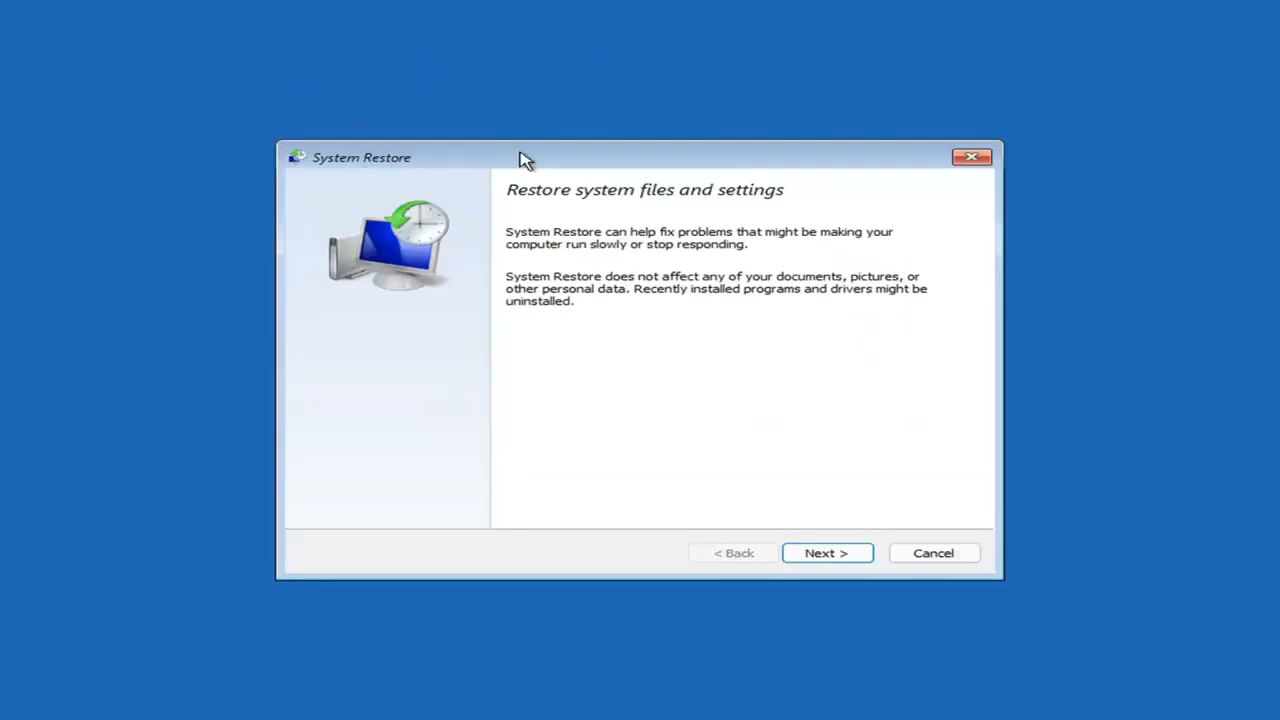 System Restore
Restore system files and settings
System Restore can help fix problems that might be making your
computer run slowly or stop responding.
System Restore does not affect any of your documents, pictures, or
other personal data. Recently installed programs and drivers might be
uninstalled.
< Back
Next >
Cancel